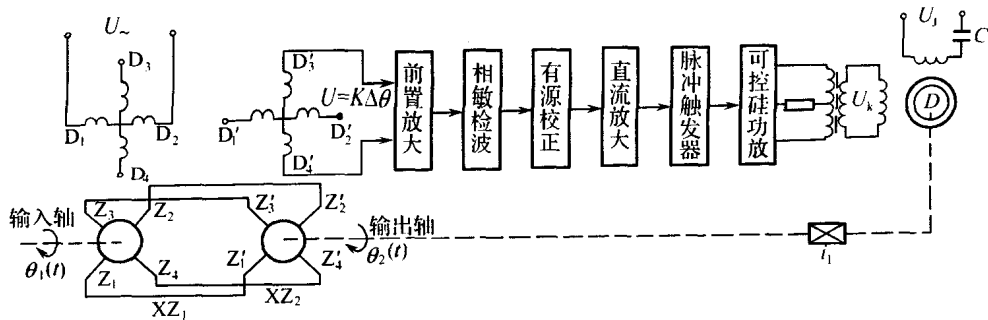 U~
D3
D1
D2
D4
D3'
U=KΔθ
D1'
D2'
D4'
前置放大
相敏检波
有源校正
直流放大
脉冲触发器
可控硅功放
Uk
Uj
C
D
输入轴
θ1(t)
Z3
Z2
Z1
Z4
XZ1
XZ2
Z3'
Z2'
Z1'
Z4'
输出轴
θ2(t)
i1